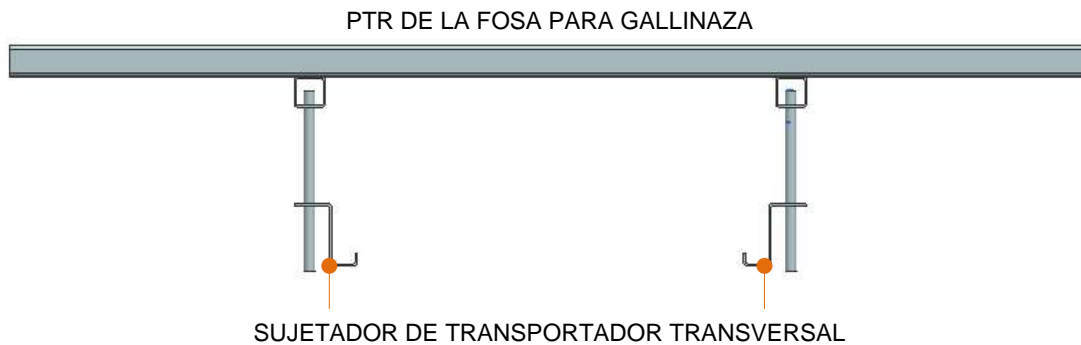 PTR DE LA FOSA PARA GALLINAZA
SUJETADOR DE TRANSPORTADOR TRANSVERSAL